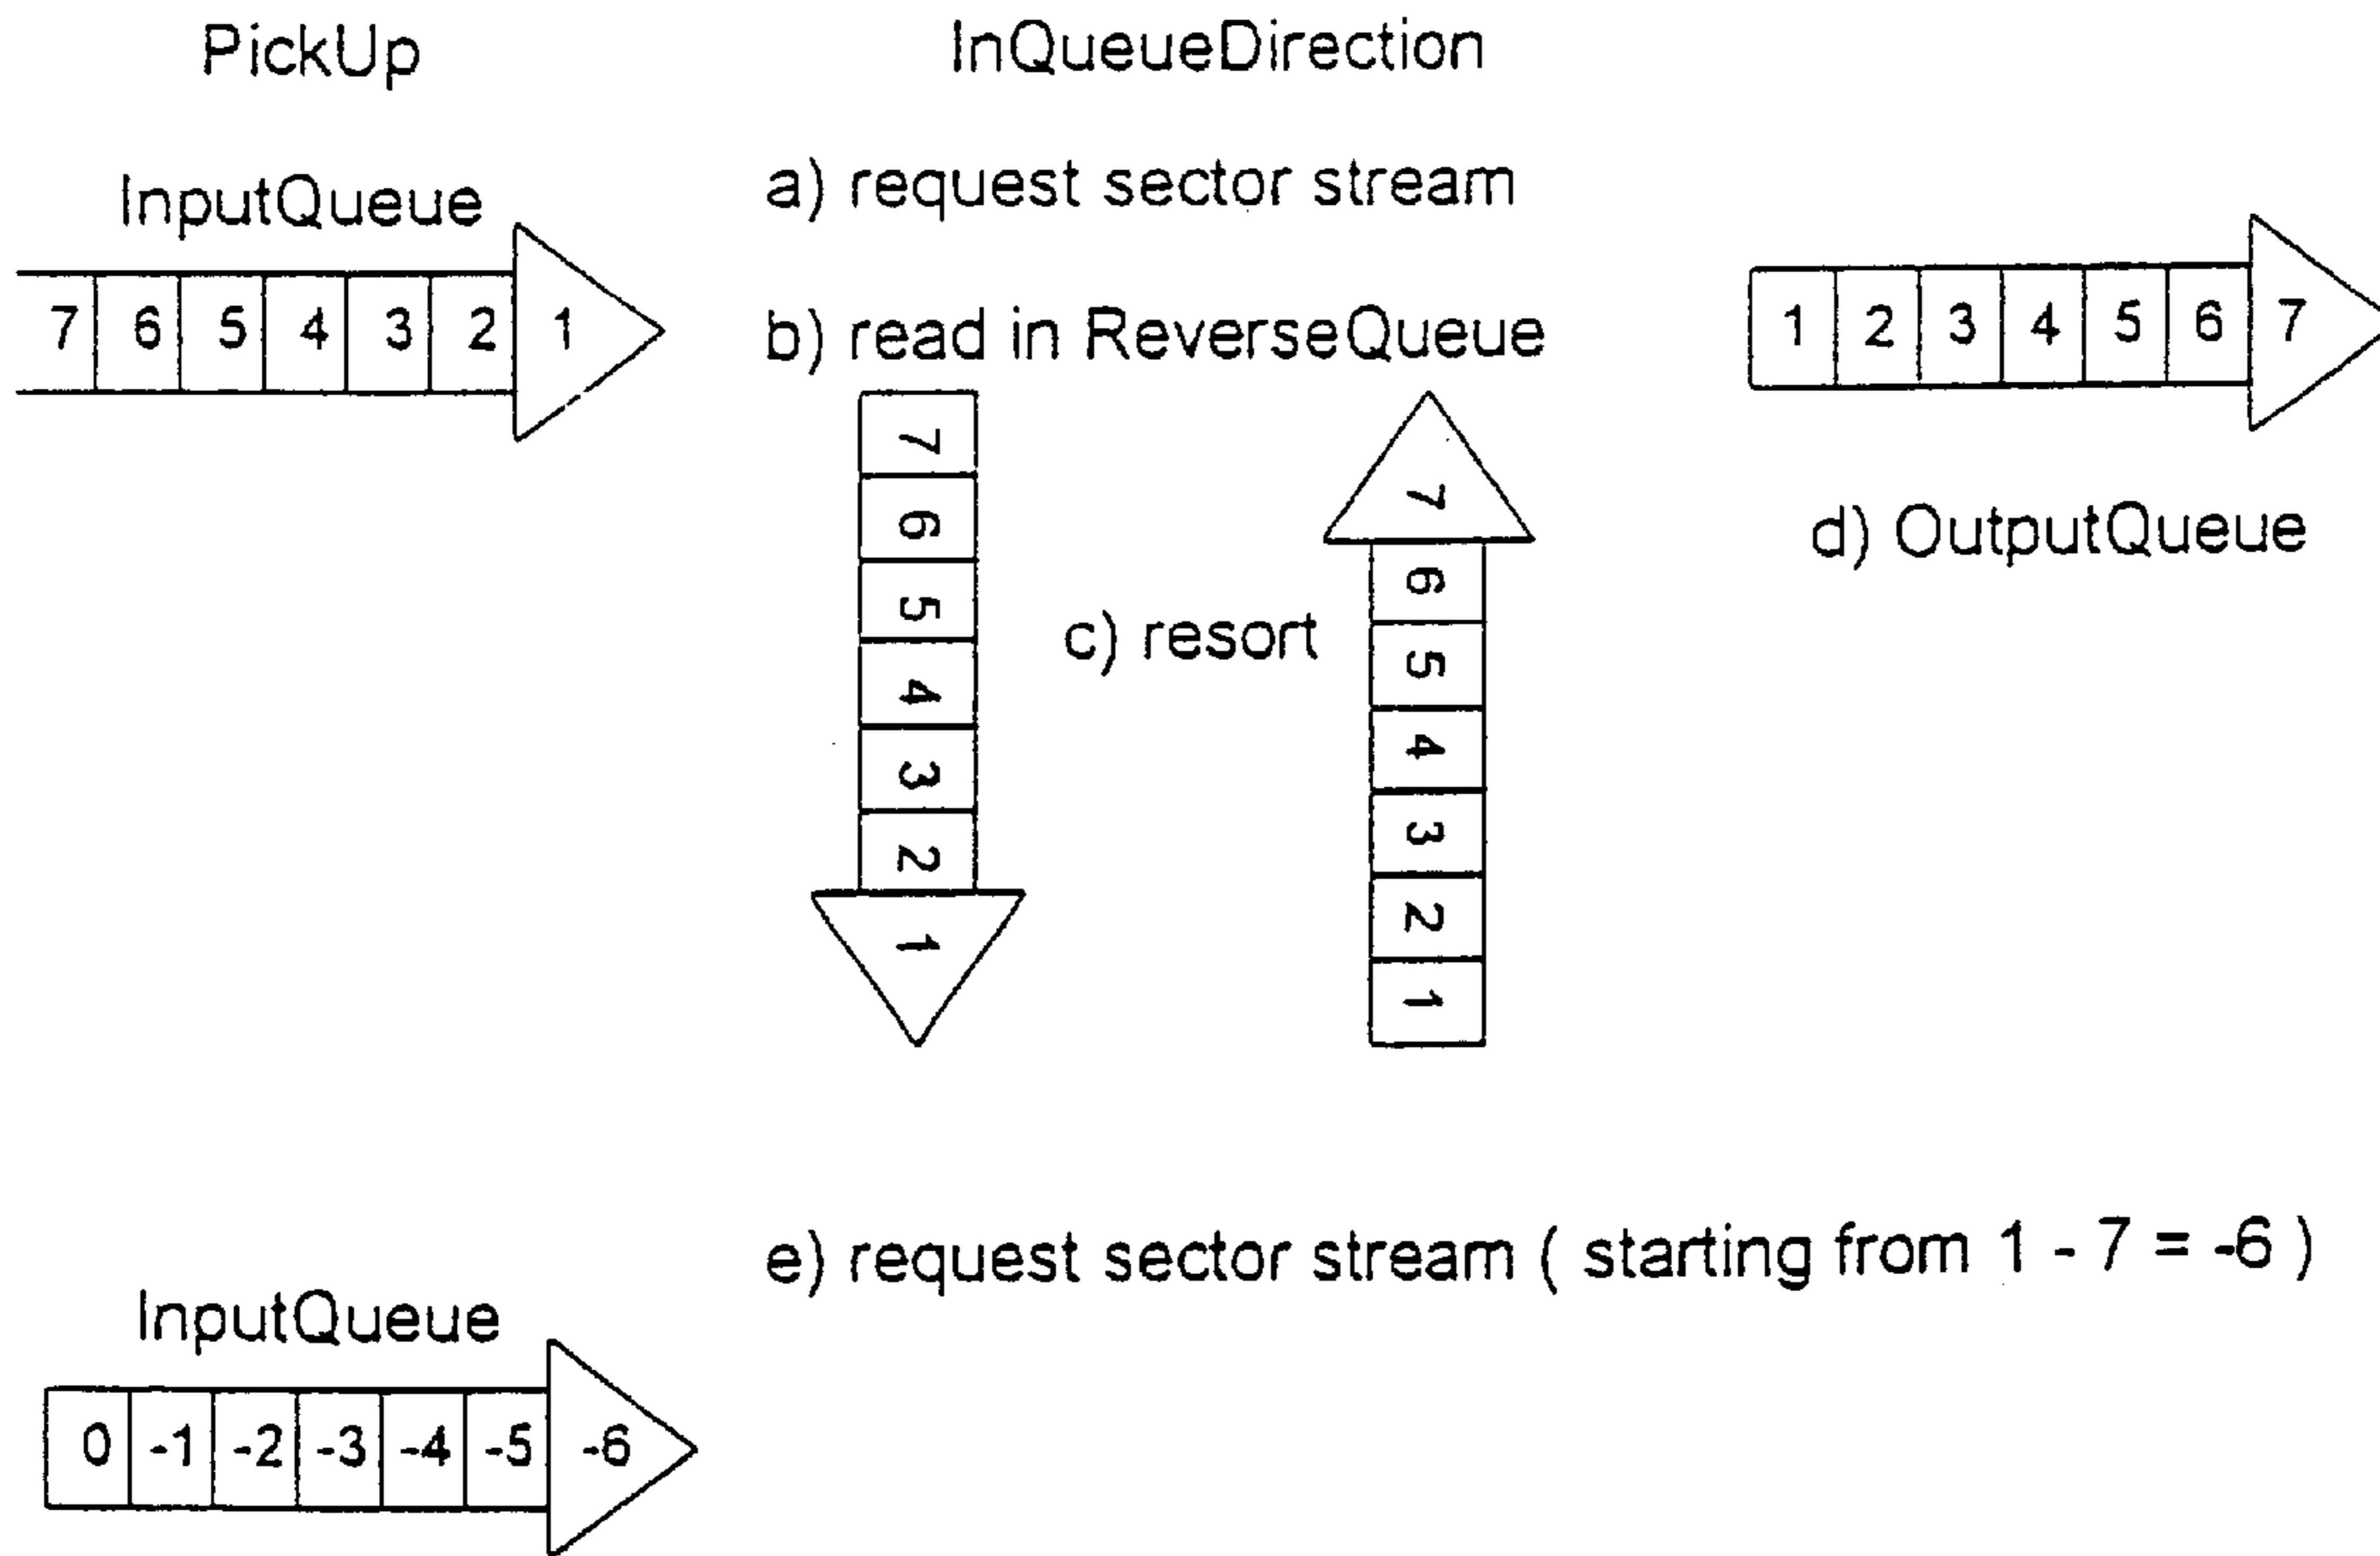 PickUp
InQueueDirection
a) request sector stream
InputQueue
7 6 5 4 3 2 1
b) read in ReverseQueue
1 2 3 4 5 6 7
d) OutputQueue
7
6
5
4
3
2
1
c) resort
7
6
5
4
3
2
1
e) request sector stream ( starting from 1 - 7 = -6 )
InputQueue
0 -1 -2 -3 -4 -5 -6